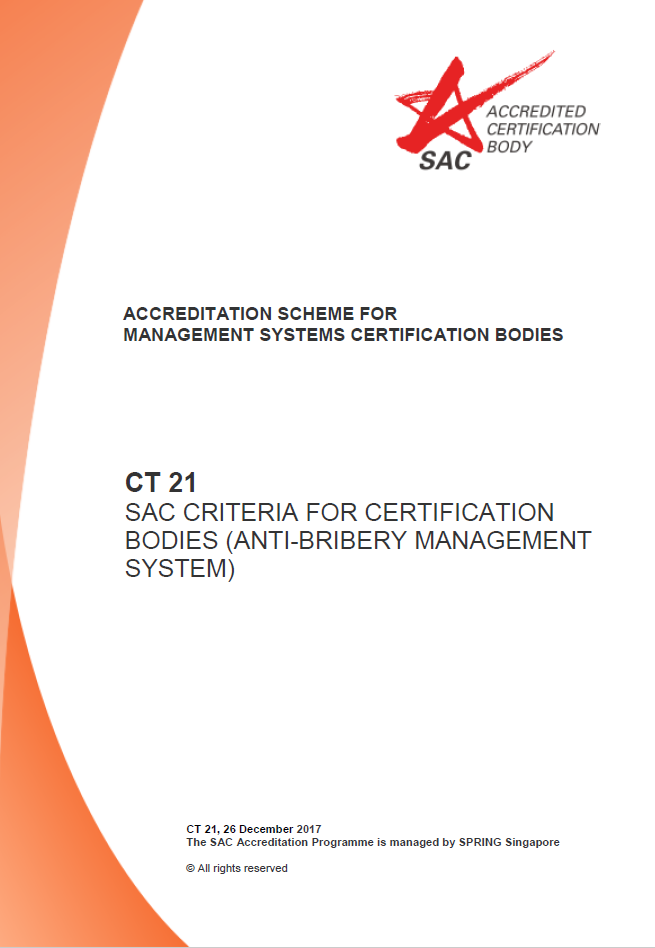 ACCREDITED
CERTIFICATION
BODY
SAC
ACCREDITATION SCHEME FOR
MANAGEMENT SYSTEMS CERTIFICATION BODIES
CT 21
SAC CRITERIA FOR CERTIFICATION
BODIES (ANTI-BRIBERY MANAGEMENT
SYSTEM)
CT 21, 26 December 2017
The SAC Accreditation Programme is managed by SPRING Singapore
© All rights reserved